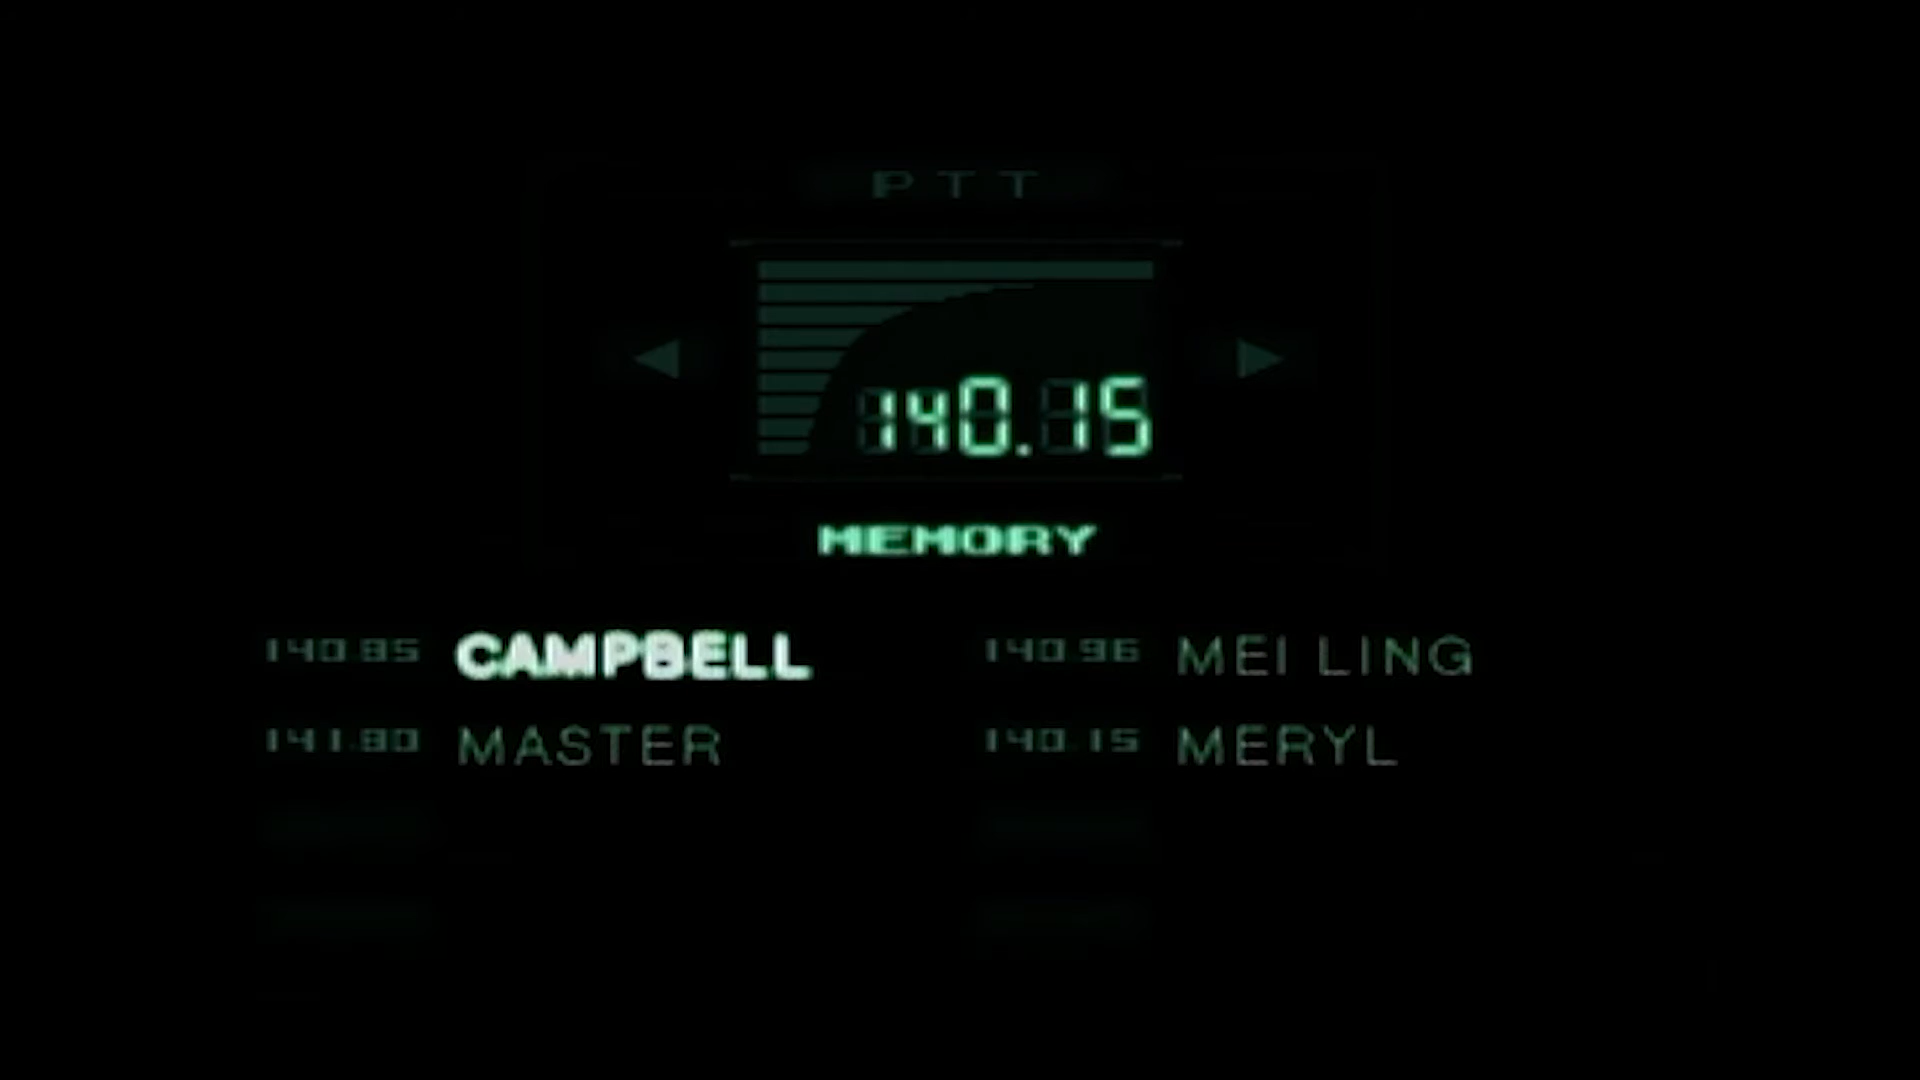 PTT
140.15
MEMORY
140.85 CAMPBELL 140.96 MEI LING
141.80 MASTER 140.15 MERYL